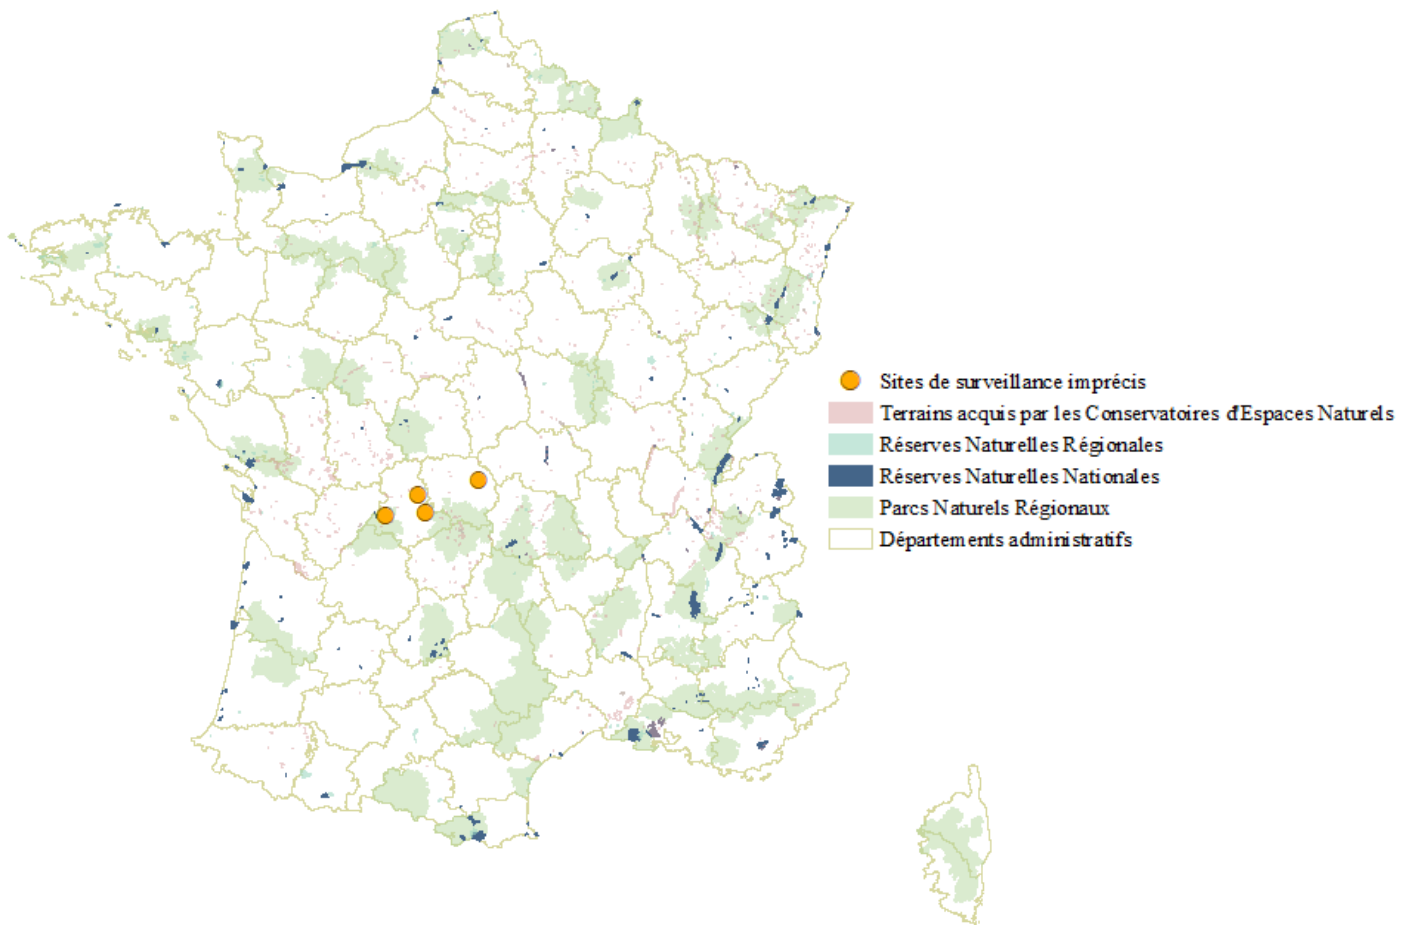 Sites de surveillance imprécis
Terrains acquis par les Conservatoires d'Espaces Naturels
Réserves Naturelles Régionales
Réserves Naturelles Nationales
Parcs Naturels Régionaux
Départements administratifs